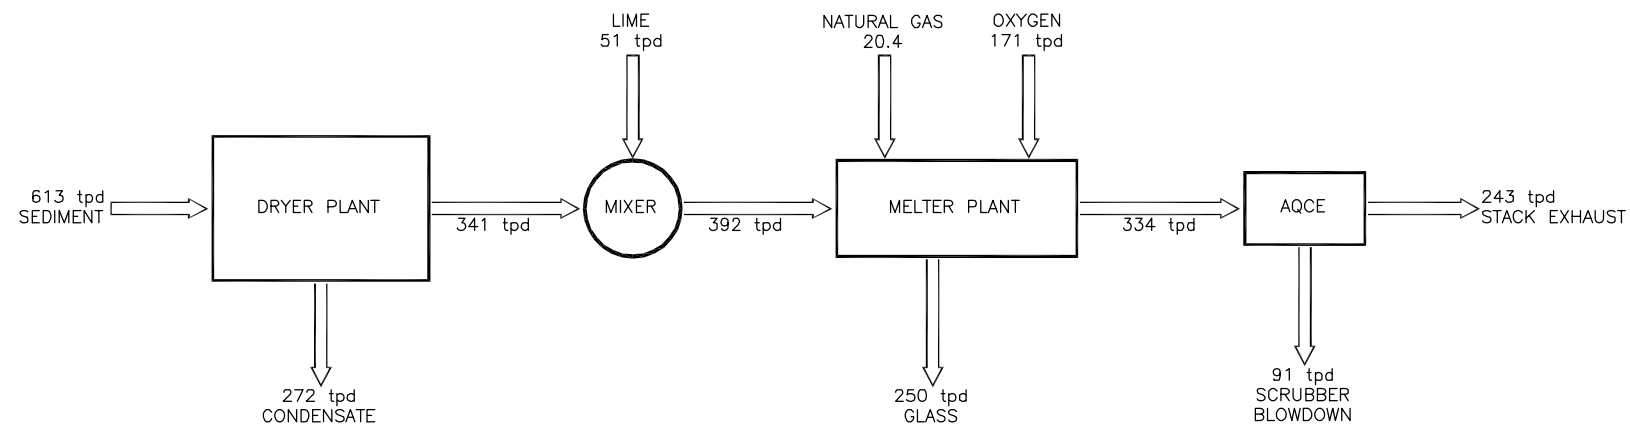 LIME
51 tpd
NATURAL GAS
20.4
OXYGEN
171 tpd
613 tpd
SEDIMENT
DRYER PLANT
341 tpd
MIXER
392 tpd
MELTER PLANT
334 tpd
AQCE
243 tpd
STACK EXHAUST
272 tpd
CONDENSATE
250 tpd
GLASS
91 tpd
SCRUBBER
BLOWDOWN